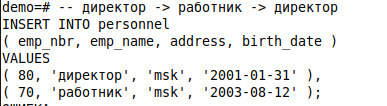 demo=# -- директор -> работник -> директор
INSERT INTO personnel
( emp_nbr, emp_name, address, birth_date )
VALUES
( 80, 'директор', 'msk', '2001-01-31' ),
( 70, 'работник', 'msk', '2003-08-12' );